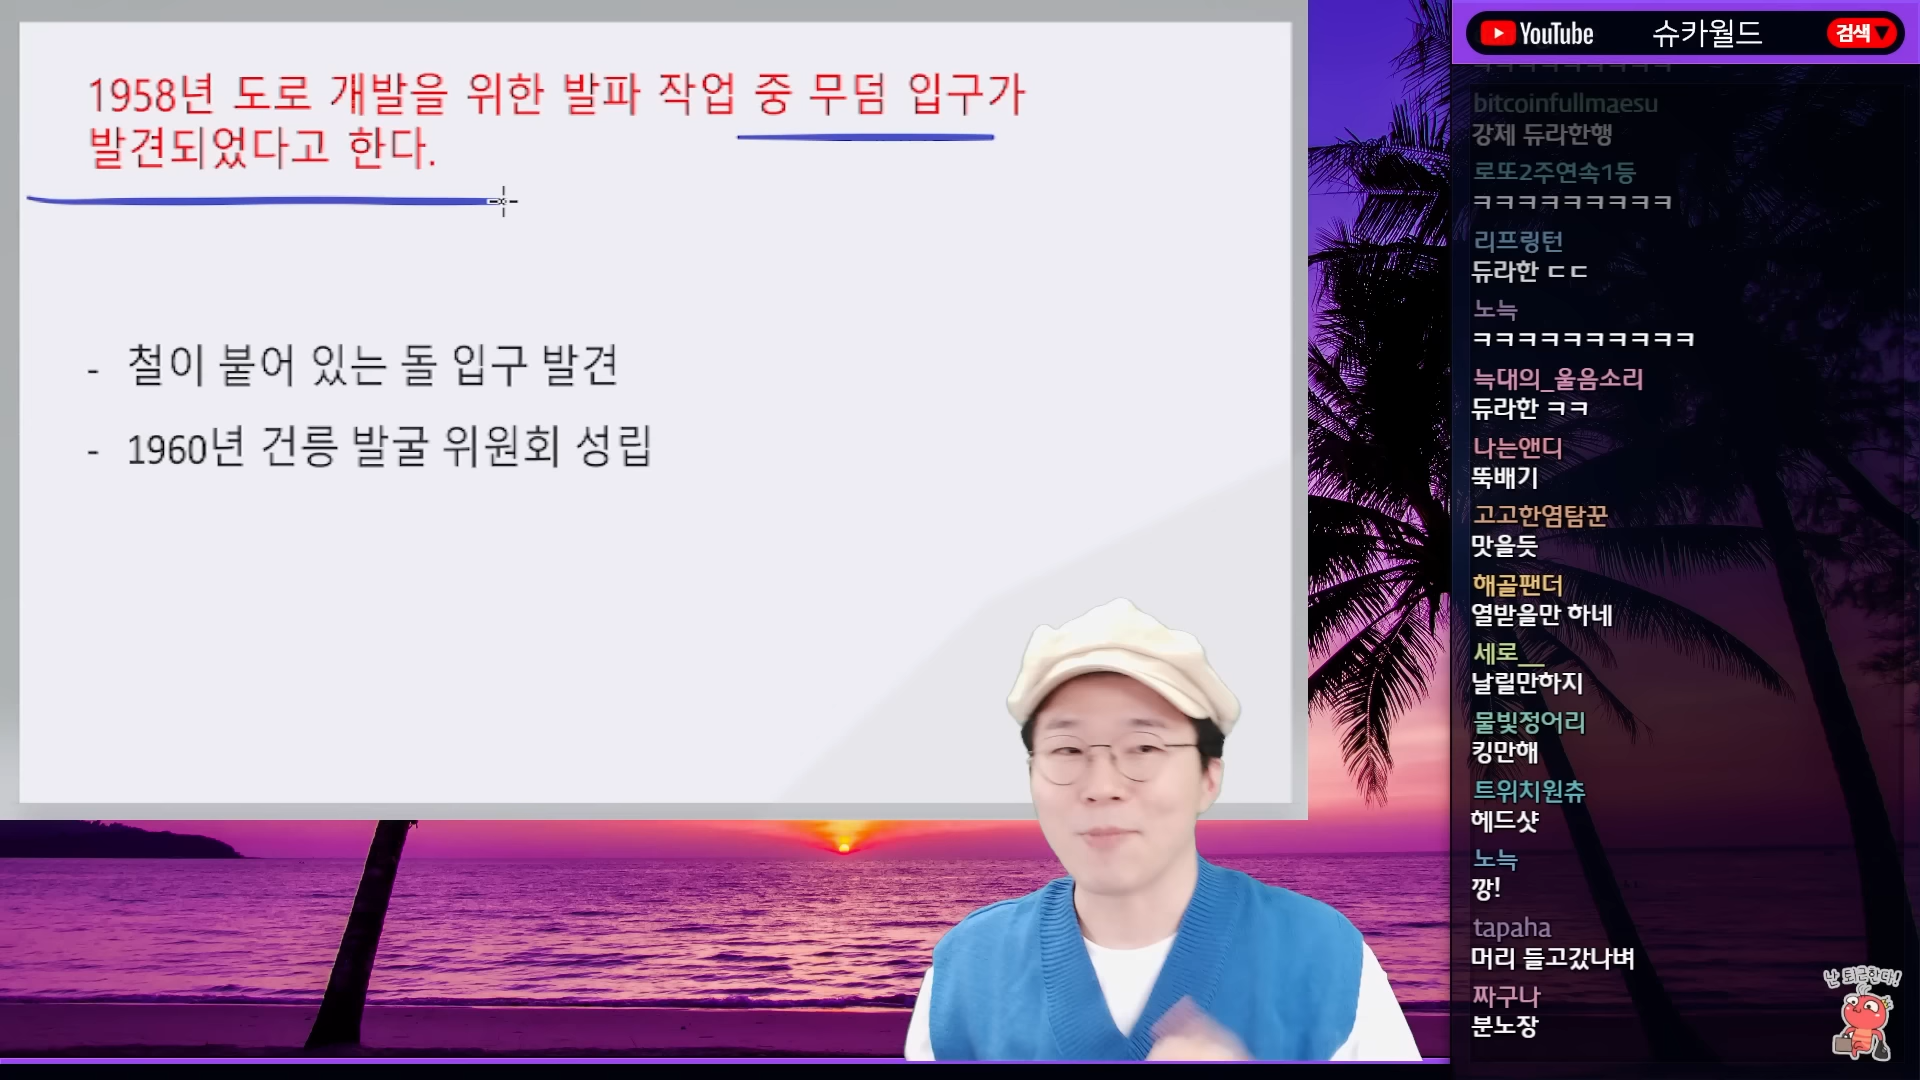 1958년 도로 개발을 위한 발파 작업 중 무덤 입구가
발견되었다고 한다.
- 철이 붙어 있는 돌 입구 발견
- 1960년 건릉 발굴 위원회 성립
YouTube 슈카월드 검색▼
bitcoinfullmaesu
강제 듀라한행
로또2주연속1등
ㅋㅋㅋㅋㅋㅋㅋㅋㅋ
리프링턴
듀라한 ㄷㄷ
노늑
ㅋㅋㅋㅋㅋㅋㅋㅋㅋㅋ
늑대의_울음소리
듀라한 ㅋㅋ
나는앤디
뚝배기
고고한염탐꾼
맛을듯
해골팬더
열받을만 하네
세로__
날릴만하지
물빛정어리
킹만해
트위치원츄
헤드샷
노늑
깡!
tapaha
머리 들고갔나벼
짜구나
분노장
난 퇴근한다!